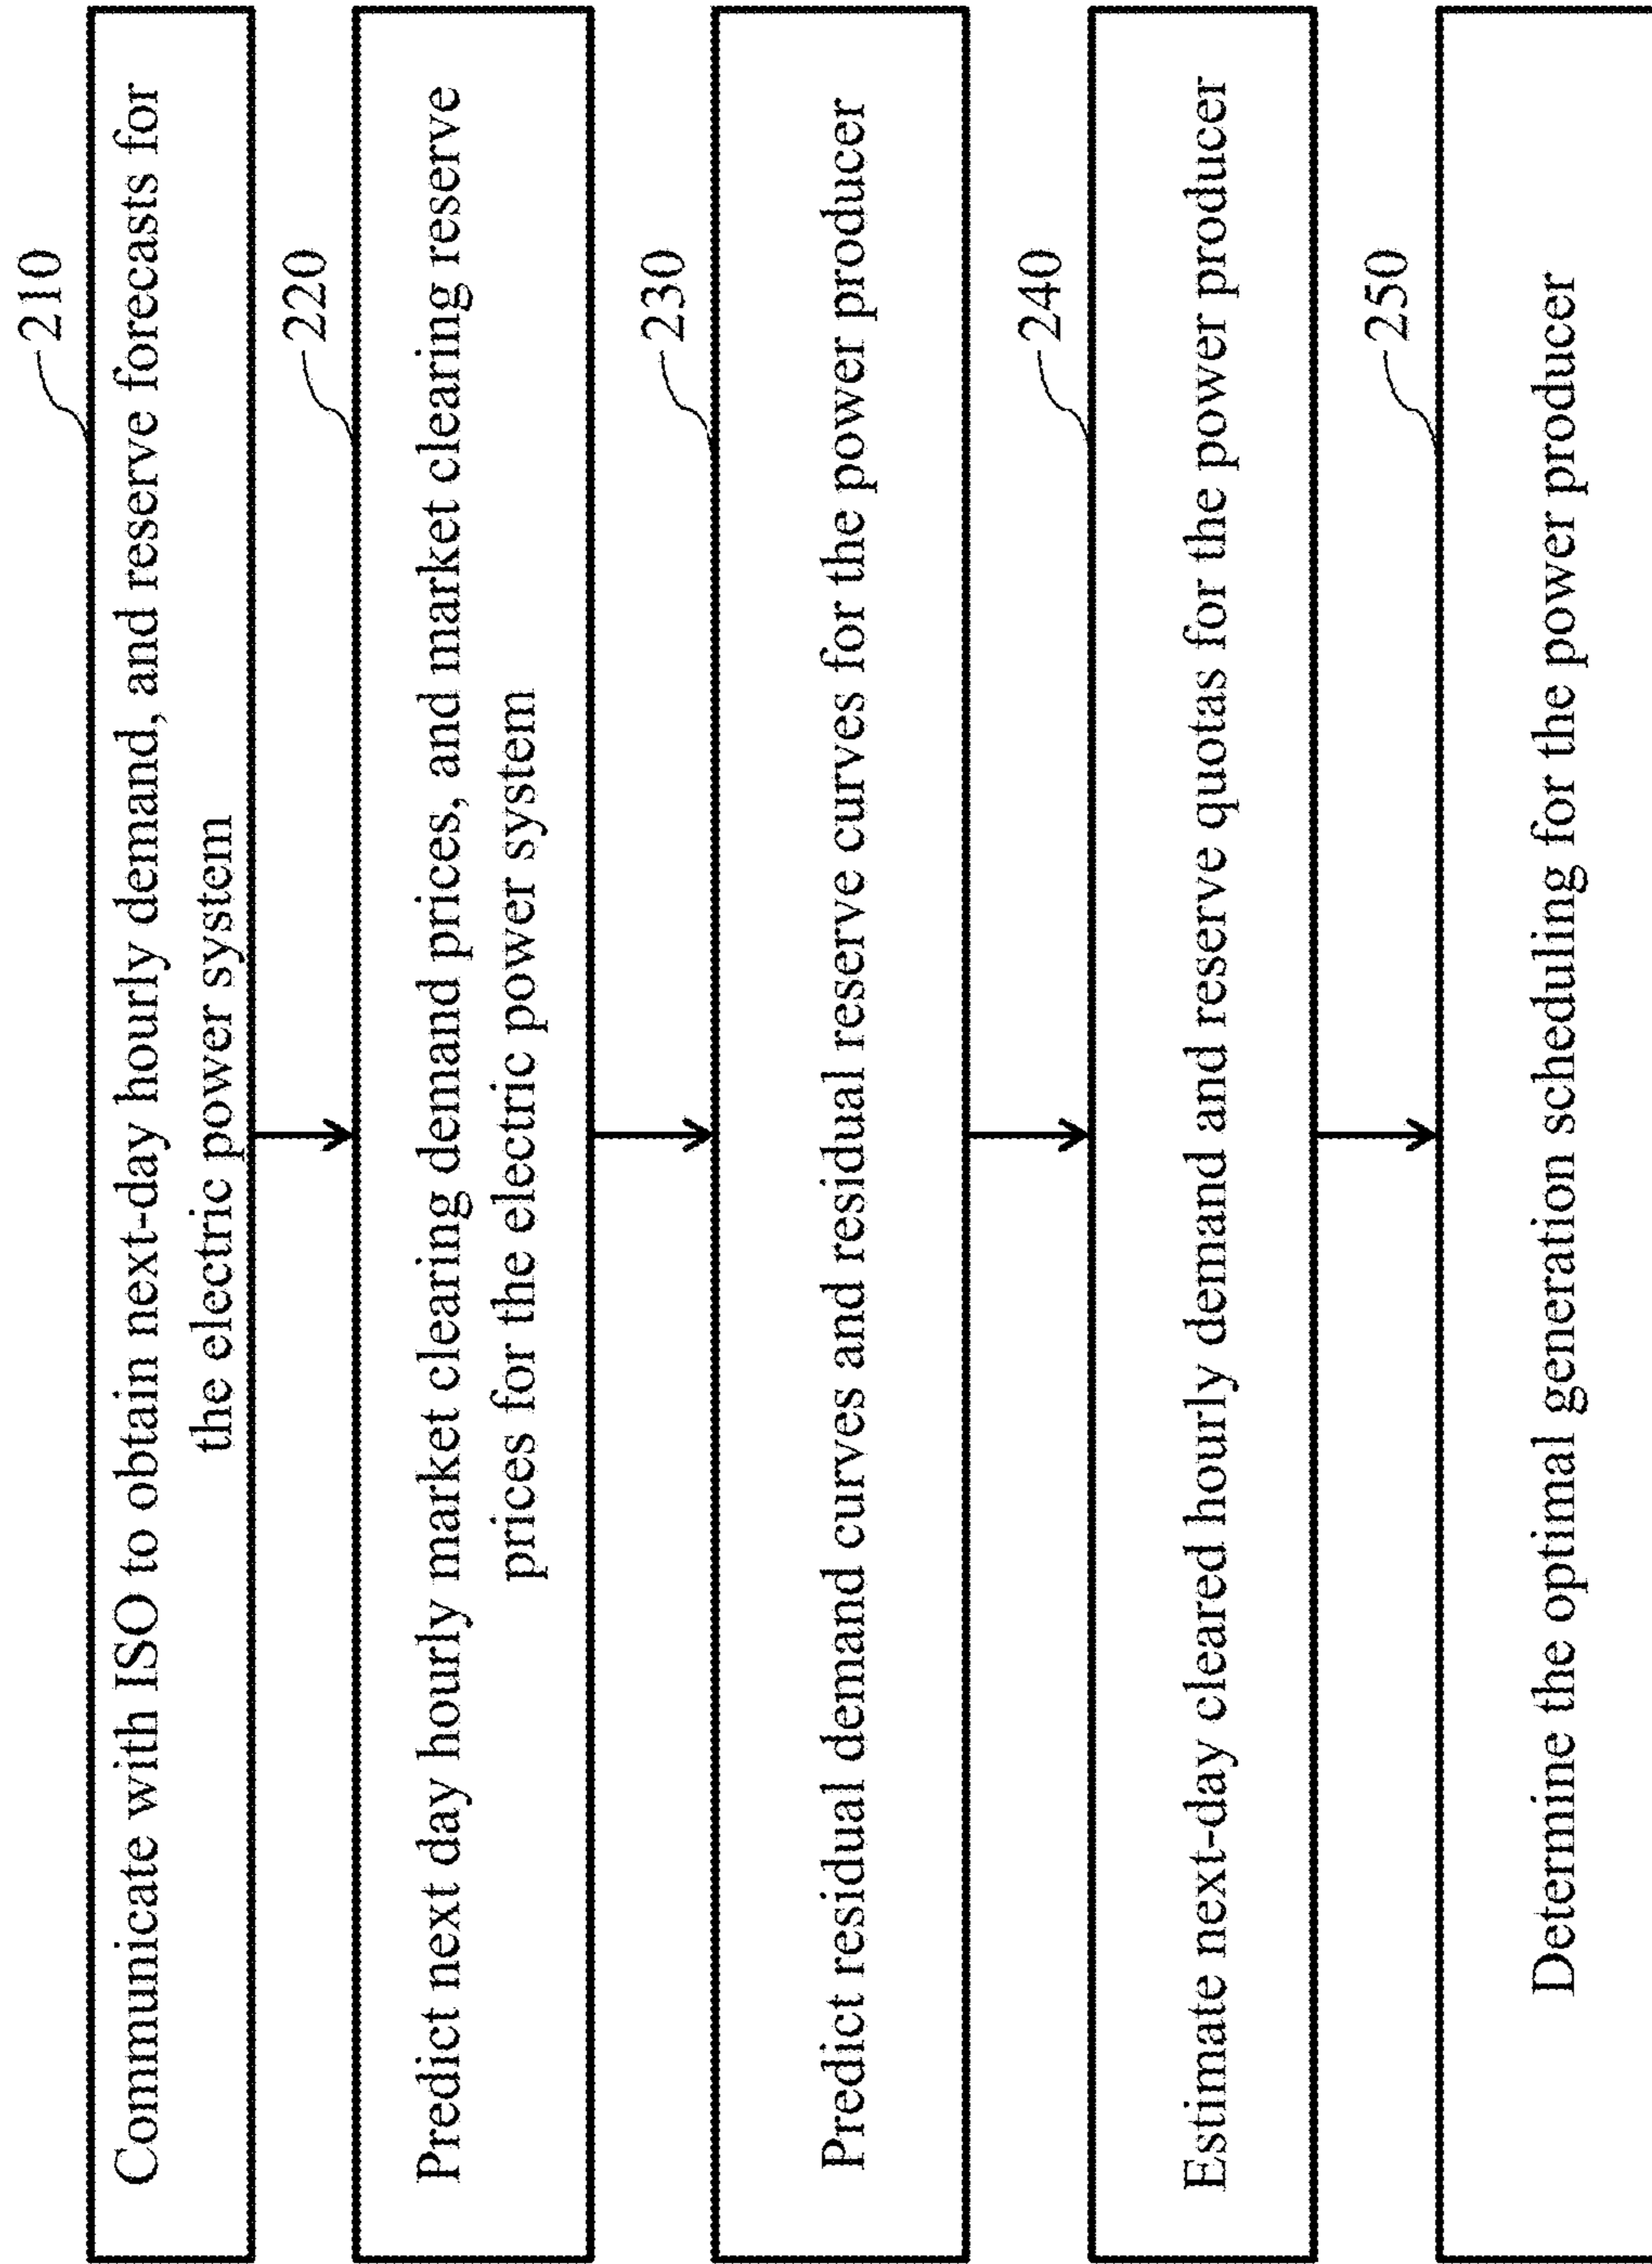 210
Communicate with ISO to obtain next-day hourly demand, and reserve forecasts for
the electric power system
220
Predict next day hourly market clearing demand prices, and market clearing reserve
prices for the electric power system
230
Predict residual demand curves and residual reserve curves for the power producer
240
Estimate next-day cleared hourly demand and reserve quotas for the power producer
250
Determine the optimal generation scheduling for the power producer